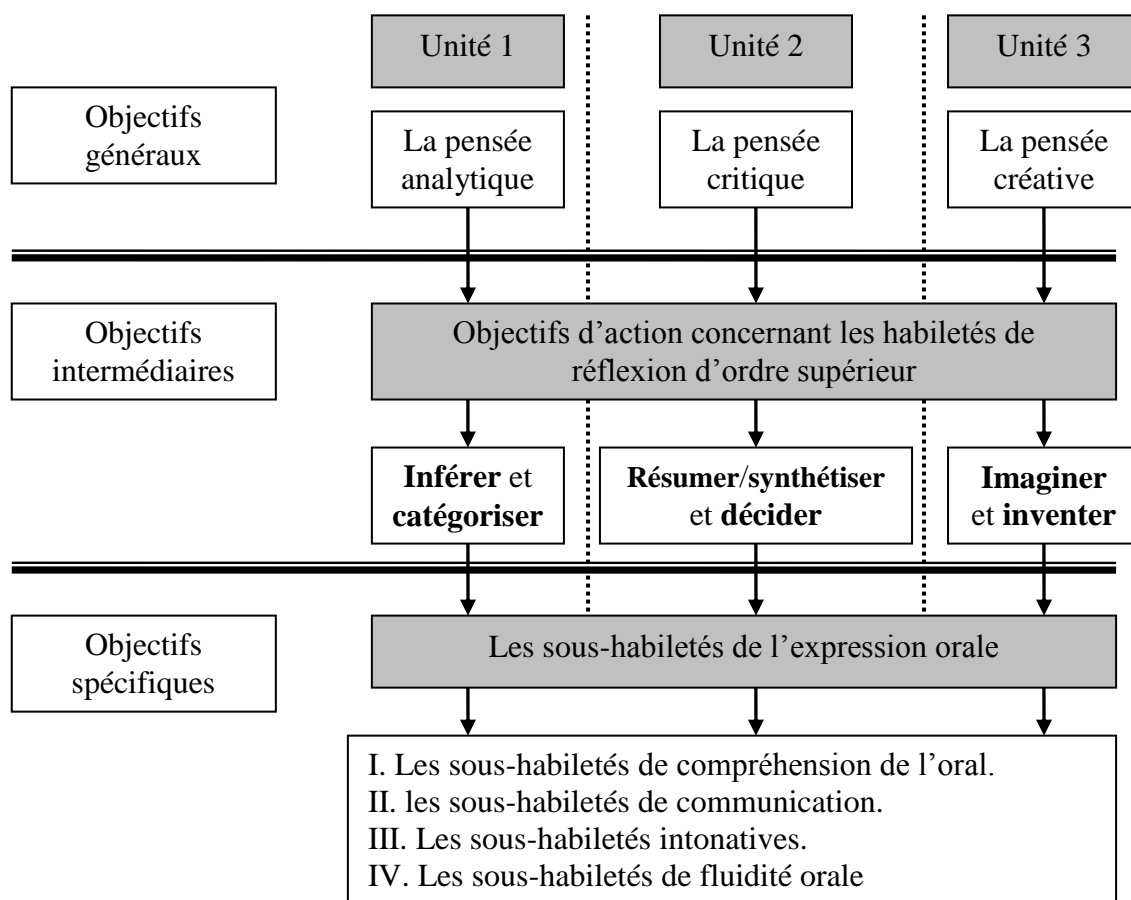 Unité 1
Unité 2
Unité 3
Objectifs
généraux
La pensée
analytique
La pensée
critique
La pensée
créative
Objectifs
intermédiaires
Objectifs d’action concernant les habiletés de
réflexion d’ordre supérieur
Inférer et
catégoriser
Résumer/synthétiser
et décider
Imaginer
et inventer
Objectifs
spécifiques
Les sous-habiletés de l’expression orale
I. Les sous-habiletés de compréhension de l’oral.
II. les sous-habiletés de communication.
III. Les sous-habiletés intonatives.
IV. Les sous-habiletés de fluidité orale